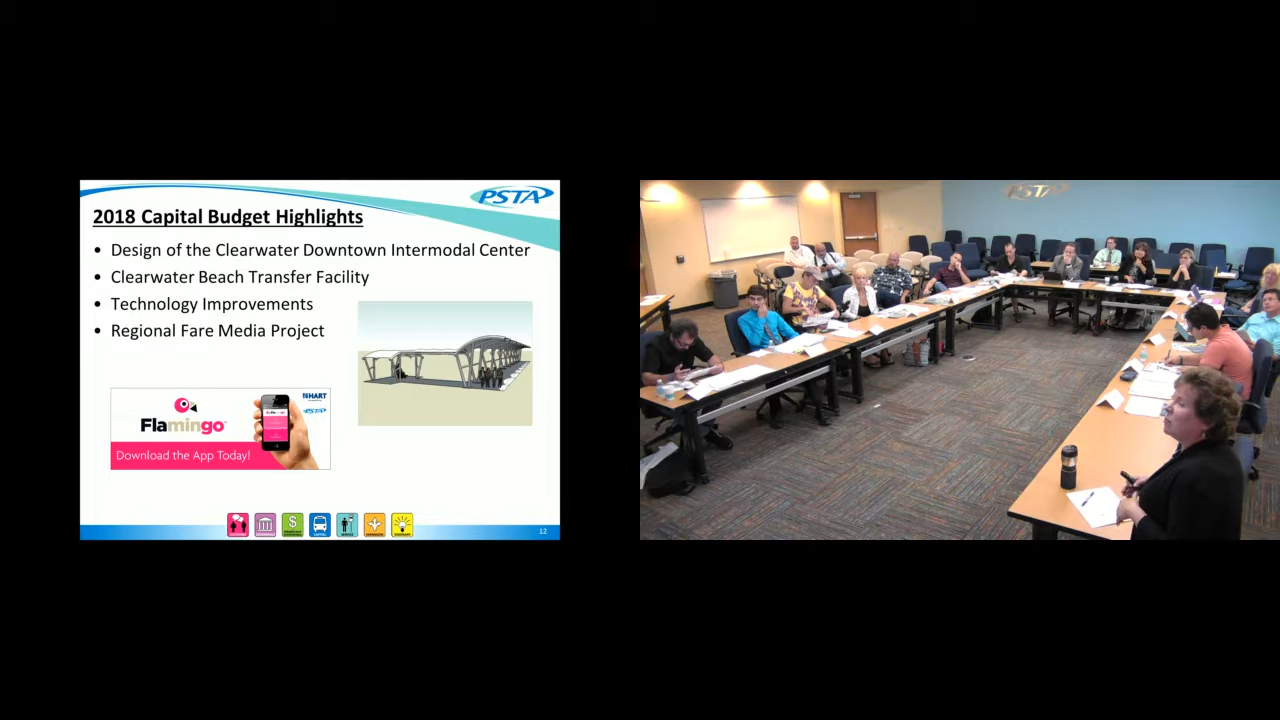 PSTA
2018 Capital Budget Highlights
• Design of the Clearwater Downtown Intermodal Center
• Clearwater Beach Transfer Facility
• Technology Improvements
• Regional Fare Media Project
HART
PSTA
Flamingo
Download the App Today!
12
PSTA